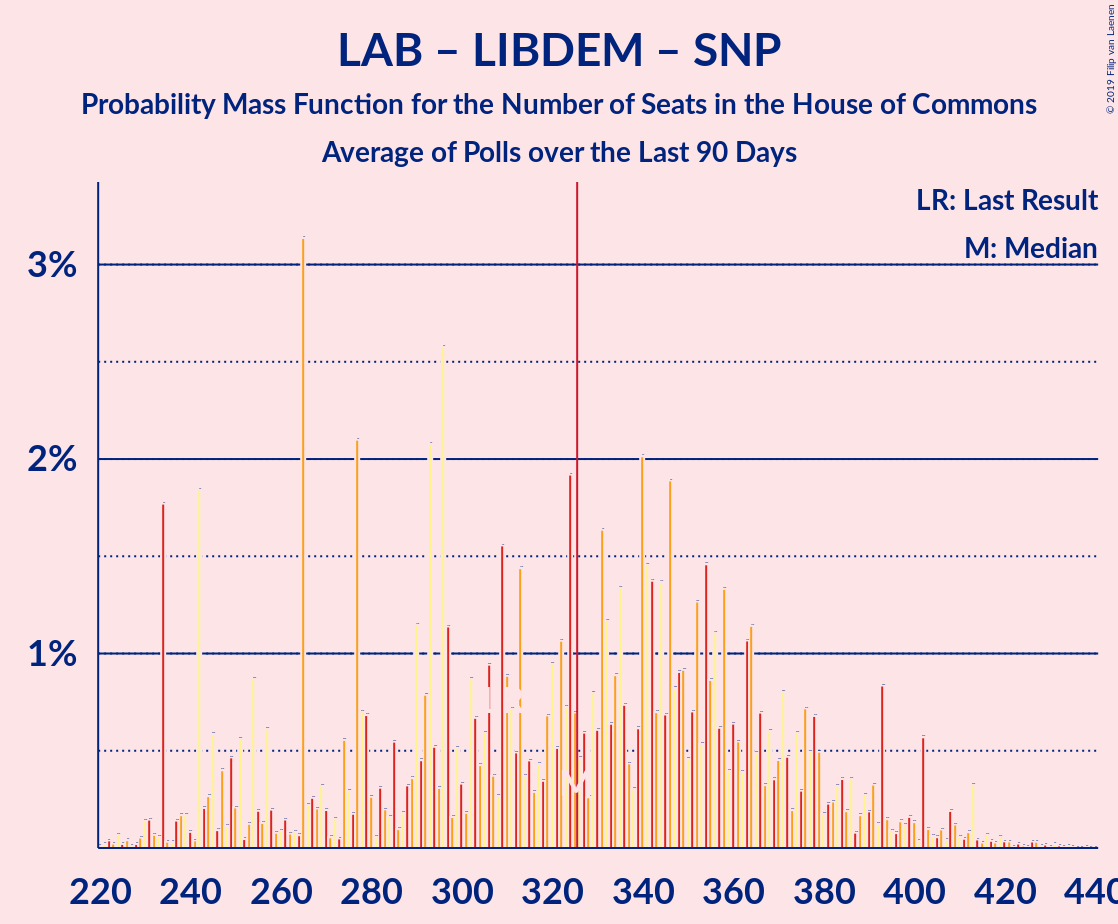 LAB – LIBDEM – SNP
Probability Mass Function for the Number of Seats in the House of Commons
Average of Polls over the Last 90 Days
© 2019 Filip van Laenen
LR: Last Result
M: Median
3%
2%
1%
LR
M
220 240 260 280 300 320 340 360 380 400 420 440